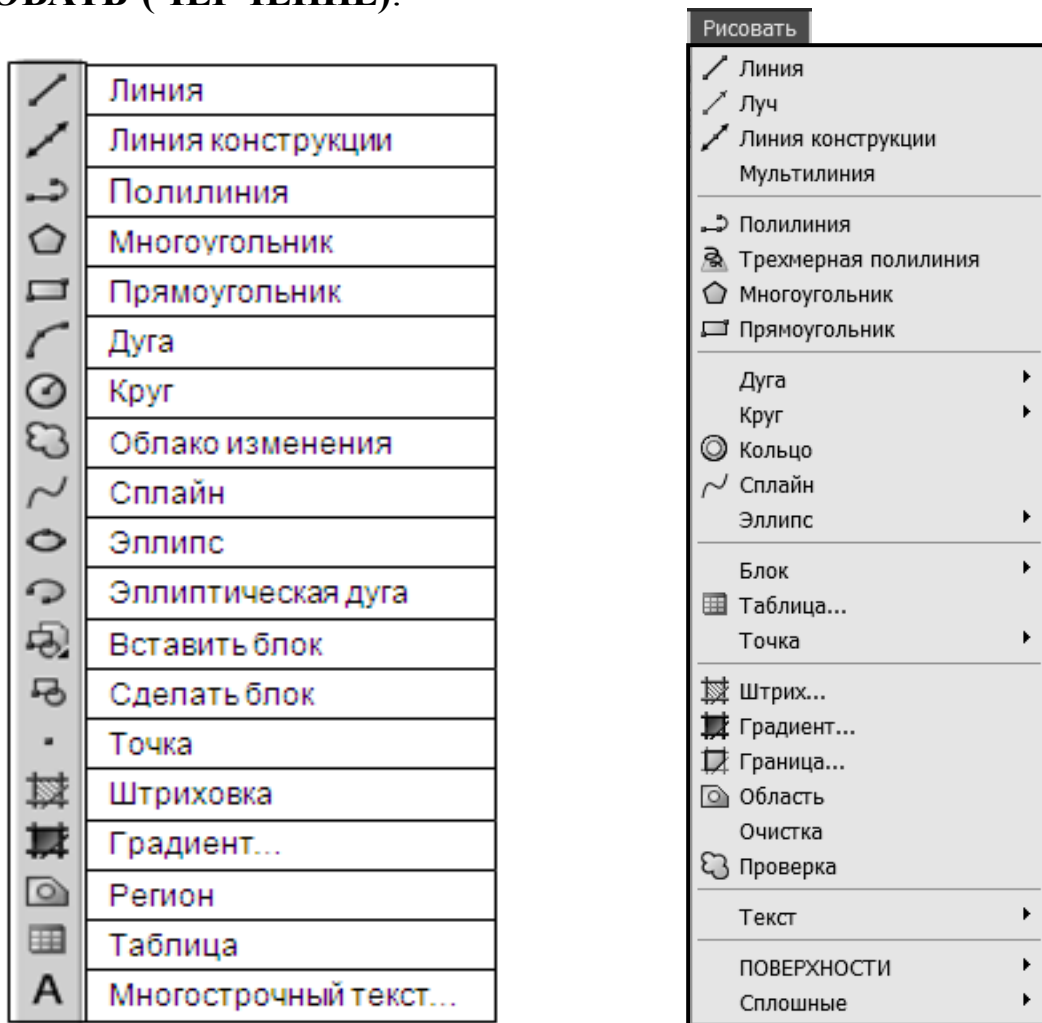 ОВАТЬ (ЧЕРЧЕНИЕ).
Линия
Линия конструкции
Полилиния
Многоугольник
Прямоугольник
Дуга
Круг
Облако изменения
Сплайн
Эллипс
Эллиптическая дуга
Вставить блок
Сделать блок
Точка
Штриховка
Градиент...
Регион
Таблица
A Многострочный текст...
Рисовать
Линия
Луч
Линия конструкции
Мультилиния
Полилиния
Трехмерная полилиния
Многоугольник
Прямоугольник
Дуга
Круг
Кольцо
Сплайн
Эллипс
Блок
Таблица...
Точка
Штрих...
Градиент...
Граница...
Область
Очистка
Проверка
Текст
ПОВЕРХНОСТИ
Сплошные